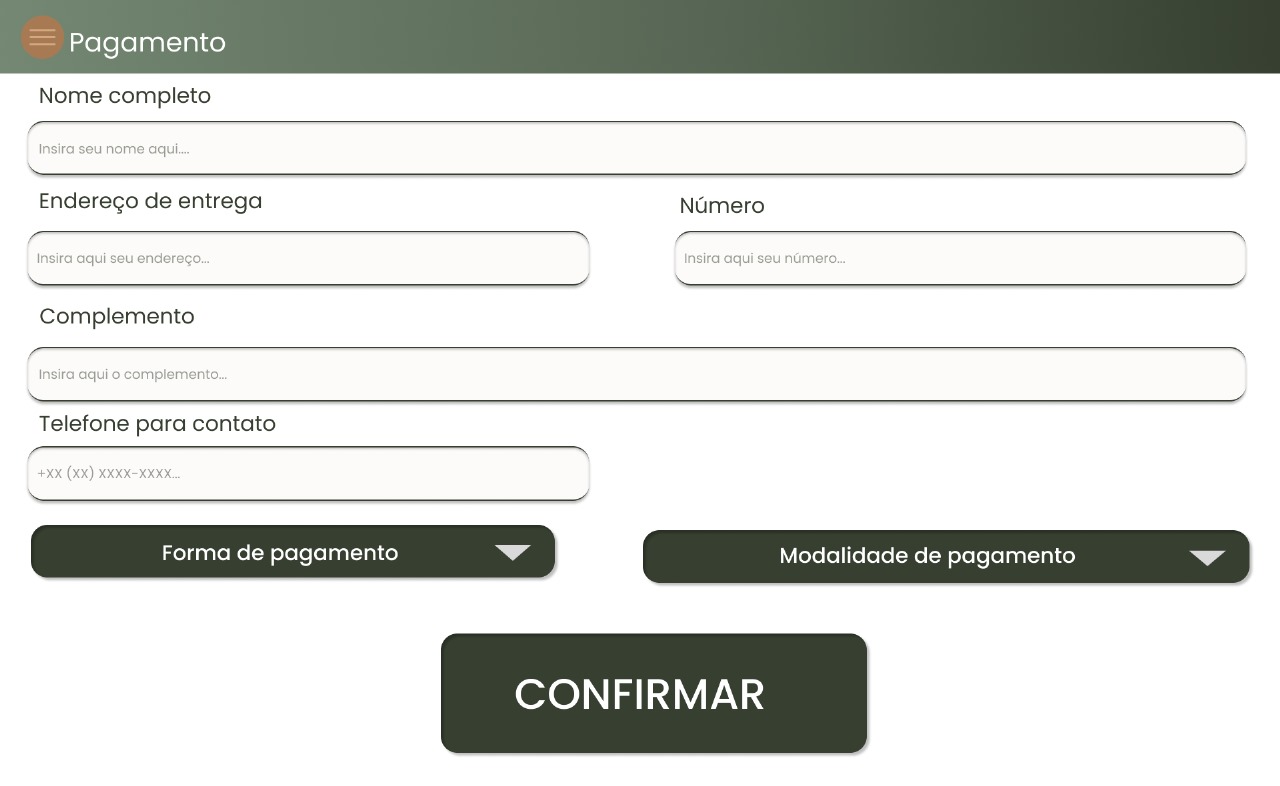 Pagamento
Nome completo
Insira seu nome aqui....
Endereço de entrega
Número
Insira aqui seu endereço...
Insira aqui seu número...
Complemento
Insira aqui o complemento...
Telefone para contato
+XX (XX) XXXX-XXXX...
Forma de pagamento
Modalidade de pagamento
CONFIRMAR